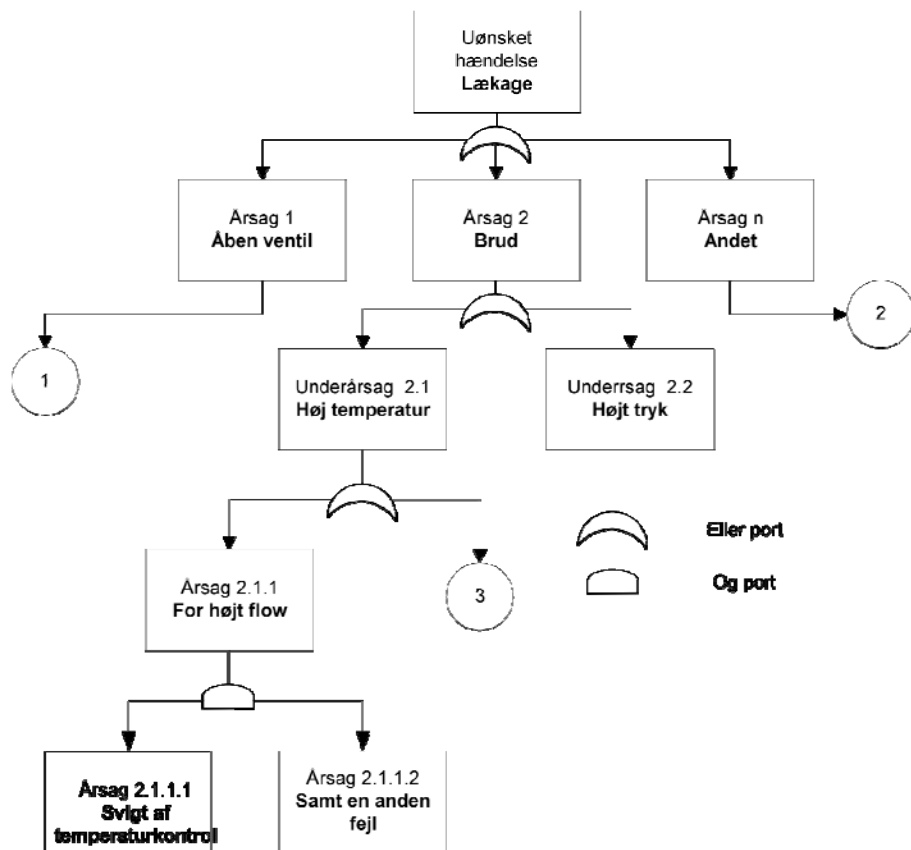 Uønsket
hændelse
Lækage
Årsag 1
Åben ventil
Årsag 2
Brud
Årsag n
Andet
1
2
Underårsag 2.1
Høj temperatur
Underrsag 2.2
Højt tryk
Eller port
Og port
Årsag 2.1.1
For højt flow
3
Årsag 2.1.1.1
Svigt af
temperaturkontrol
Årsag 2.1.1.2
Samt en anden
fejl